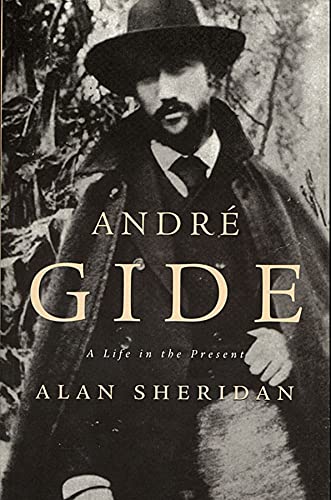 ANDRÉ
GIDE
A Life in the Present
ALAN SHERIDAN